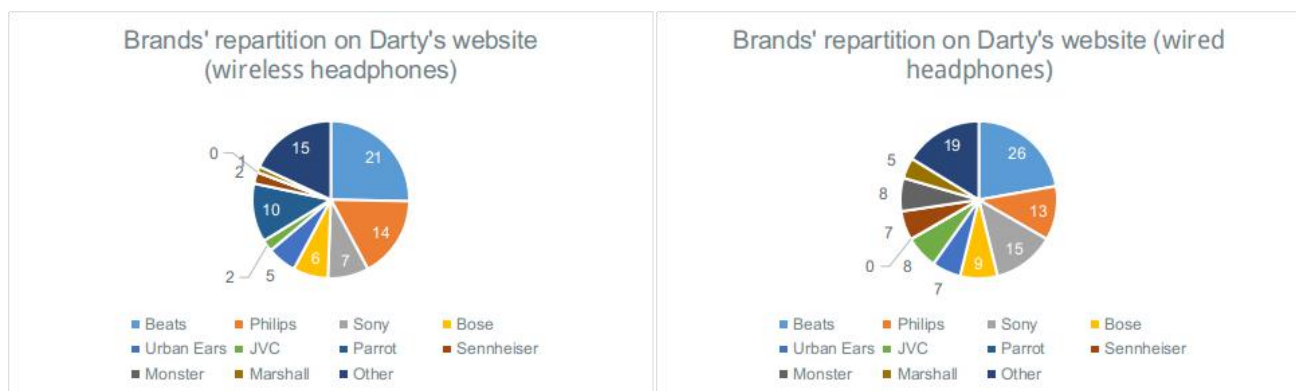 Brands' repartition on Darty's website
(wireless headphones)
0
1
2
15
21
10
14
2
5
6
7
Beats
Philips
Sony
Bose
Urban Ears
JVC
Parrot
Sennheiser
Monster
Marshall
Other
Brands' repartition on Darty's website (wired
headphones)
5
19
26
8
13
7
15
0
8
9
7
Beats
Philips
Sony
Bose
Urban Ears
JVC
Parrot
Sennheiser
Monster
Marshall
Other